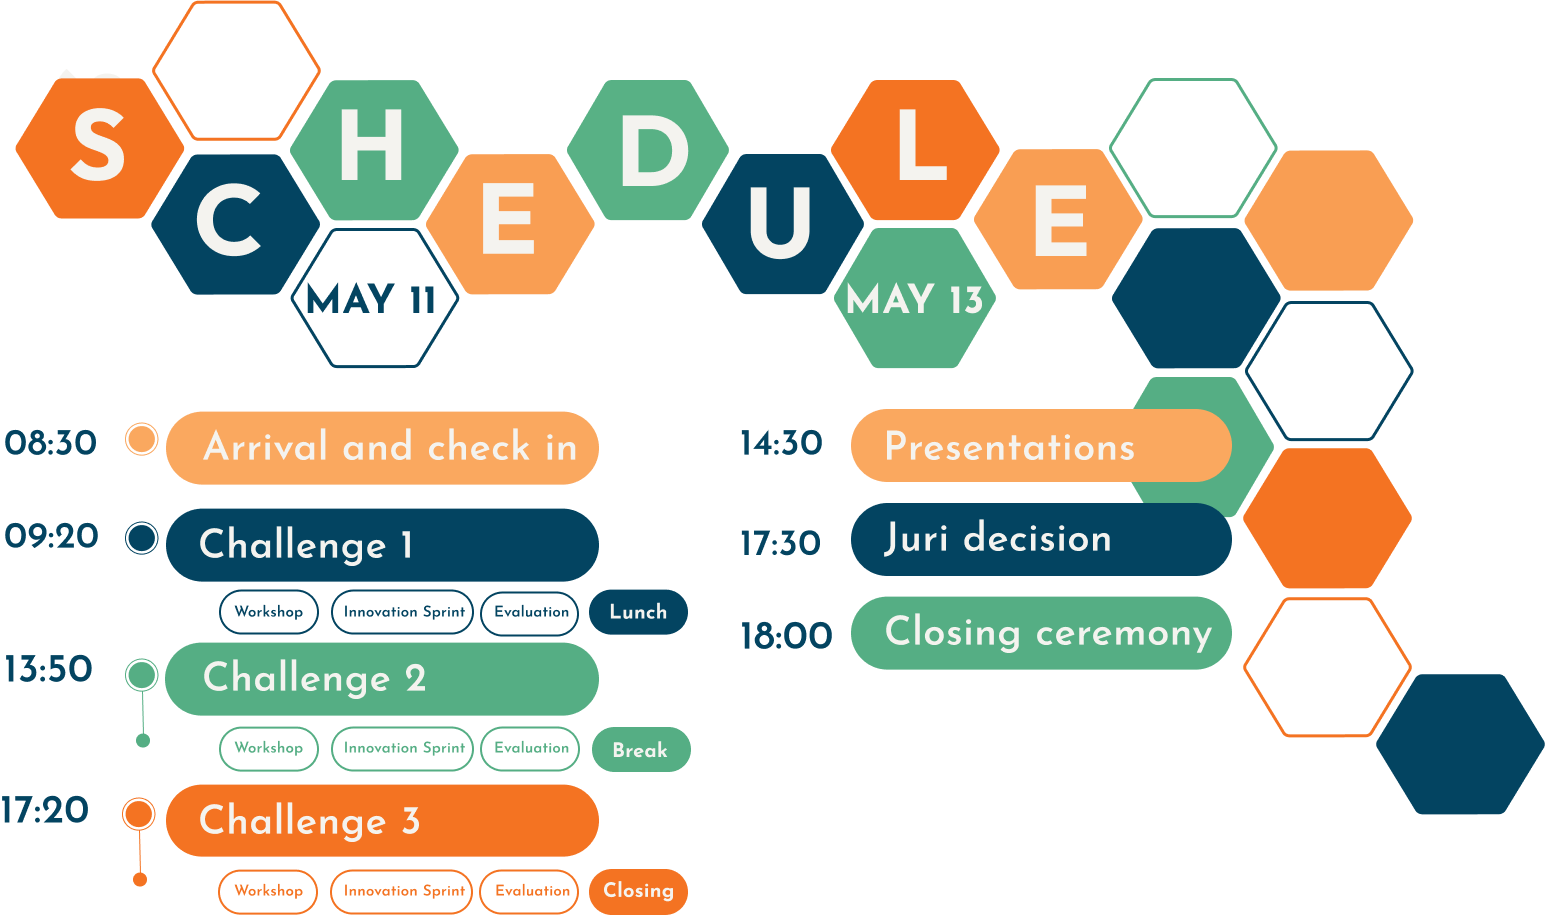 SCHEDULE
MAY 11
08:30 Arrival and check in
09:20 Challenge 1
Workshop Innovation Sprint Evaluation Lunch
13:50 Challenge 2
Workshop Innovation Sprint Evaluation Break
17:20 Challenge 3
Workshop Innovation Sprint Evaluation Closing
MAY 13
14:30 Presentations
17:30 Juri decision
18:00 Closing ceremony